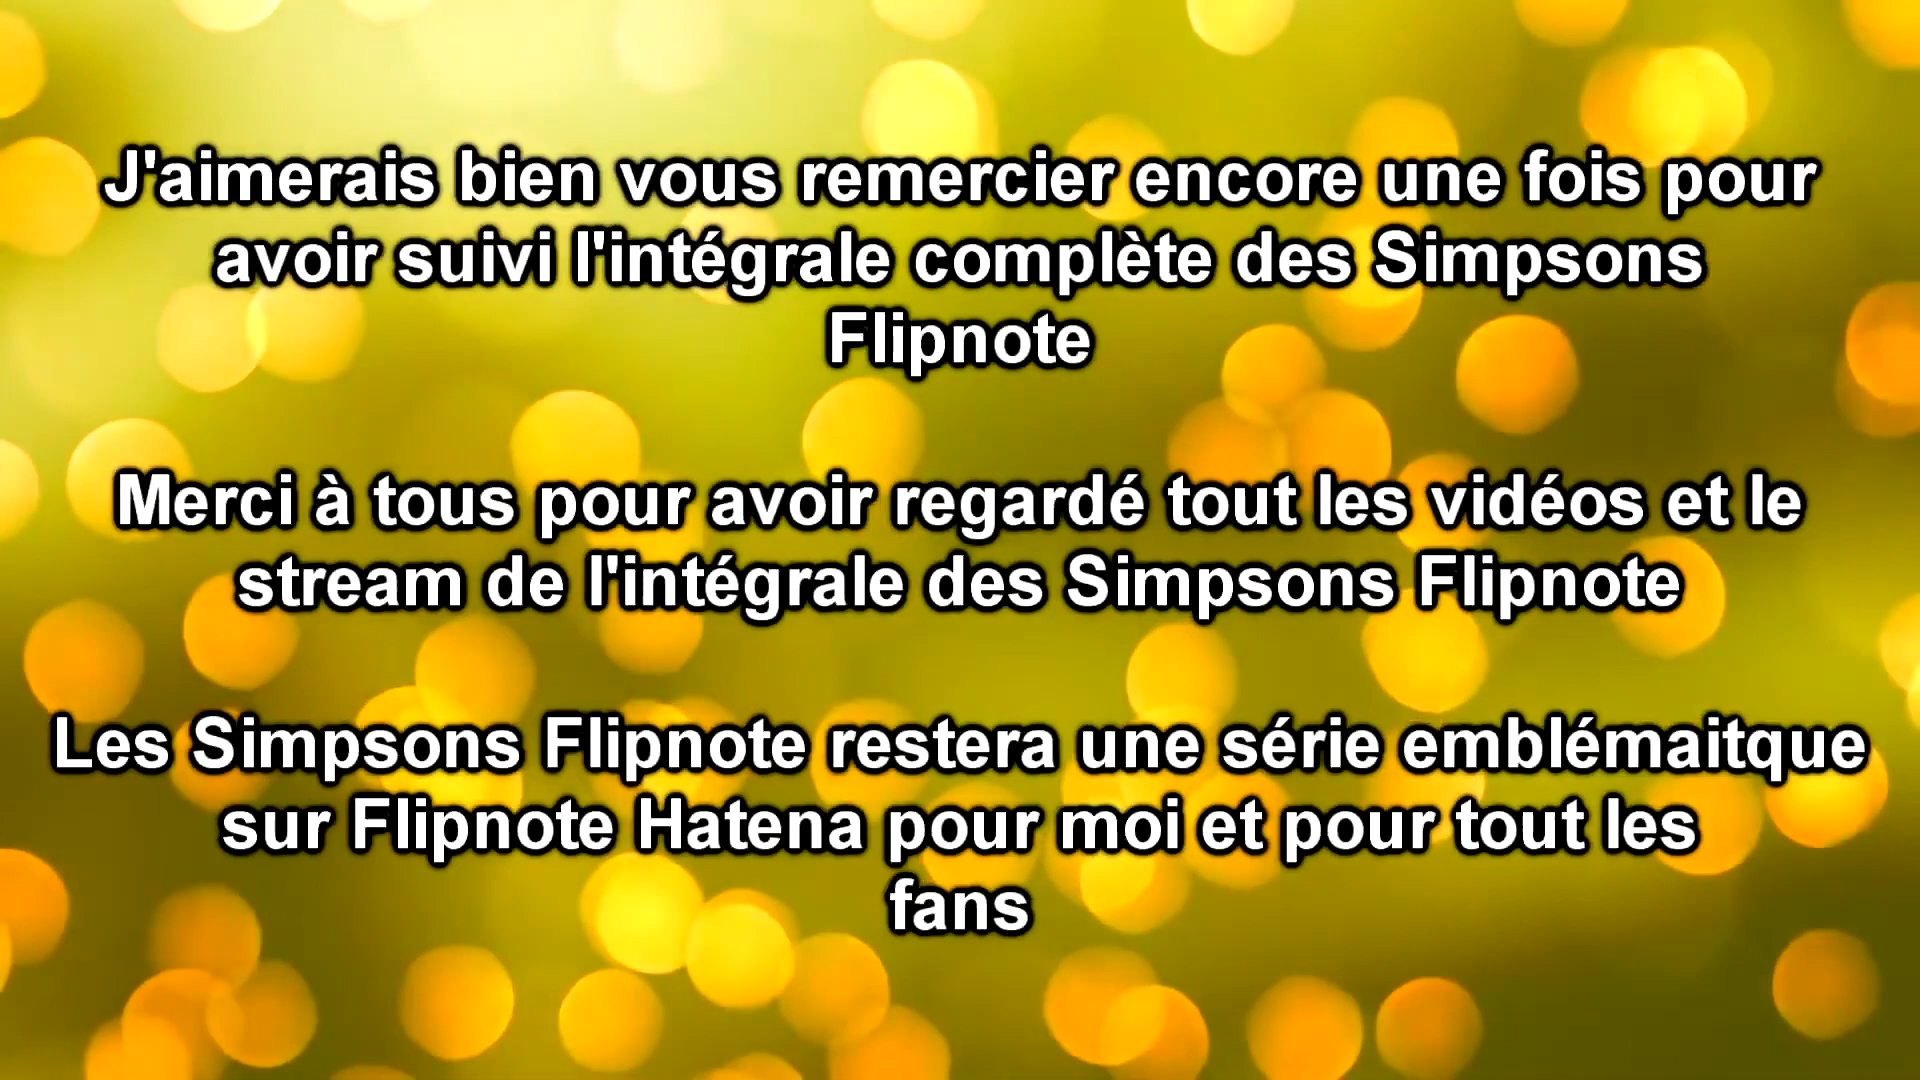 J'aimerais bien vous remercier encore une fois pour
avoir suivi l'intégrale complète des Simpsons
Flipnote
Merci à tous pour avoir regardé tout les vidéos et le
stream de l'intégrale des Simpsons Flipnote
Les Simpsons Flipnote restera une série emblémaitque
sur Flipnote Hatena pour moi et pour tout les
fans